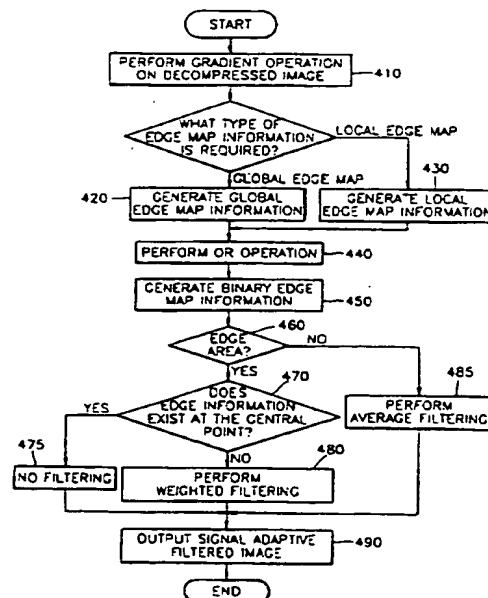 START
PERFORM GRADIENT OPERATION
ON DECOMPRESSED IMAGE
410
WHAT TYPE OF
EDGE MAP INFORMATION
IS REQUIRED?
LOCAL EDGE MAP
GLOBAL EDGE MAP
430
420
GENERATE GLOBAL
EDGE MAP INFORMATION
GENERATE LOCAL
EDGE MAP INFORMATION
PERFORM OR OPERATION
440
GENERATE BINARY EDGE
MAP INFORMATION
450
460
EDGE
AREA?
NO
YES
470
DOES
EDGE INFORMATION
EXIST AT THE CENTRAL
POINT?
YES
485
PERFORM
AVERAGE FILTERING
475
NO
480
NO FILTERING
PERFORM
WEIGHTED FILTERING
OUTPUT SIGNAL ADAPTIVE
FILTERED IMAGE
490
END